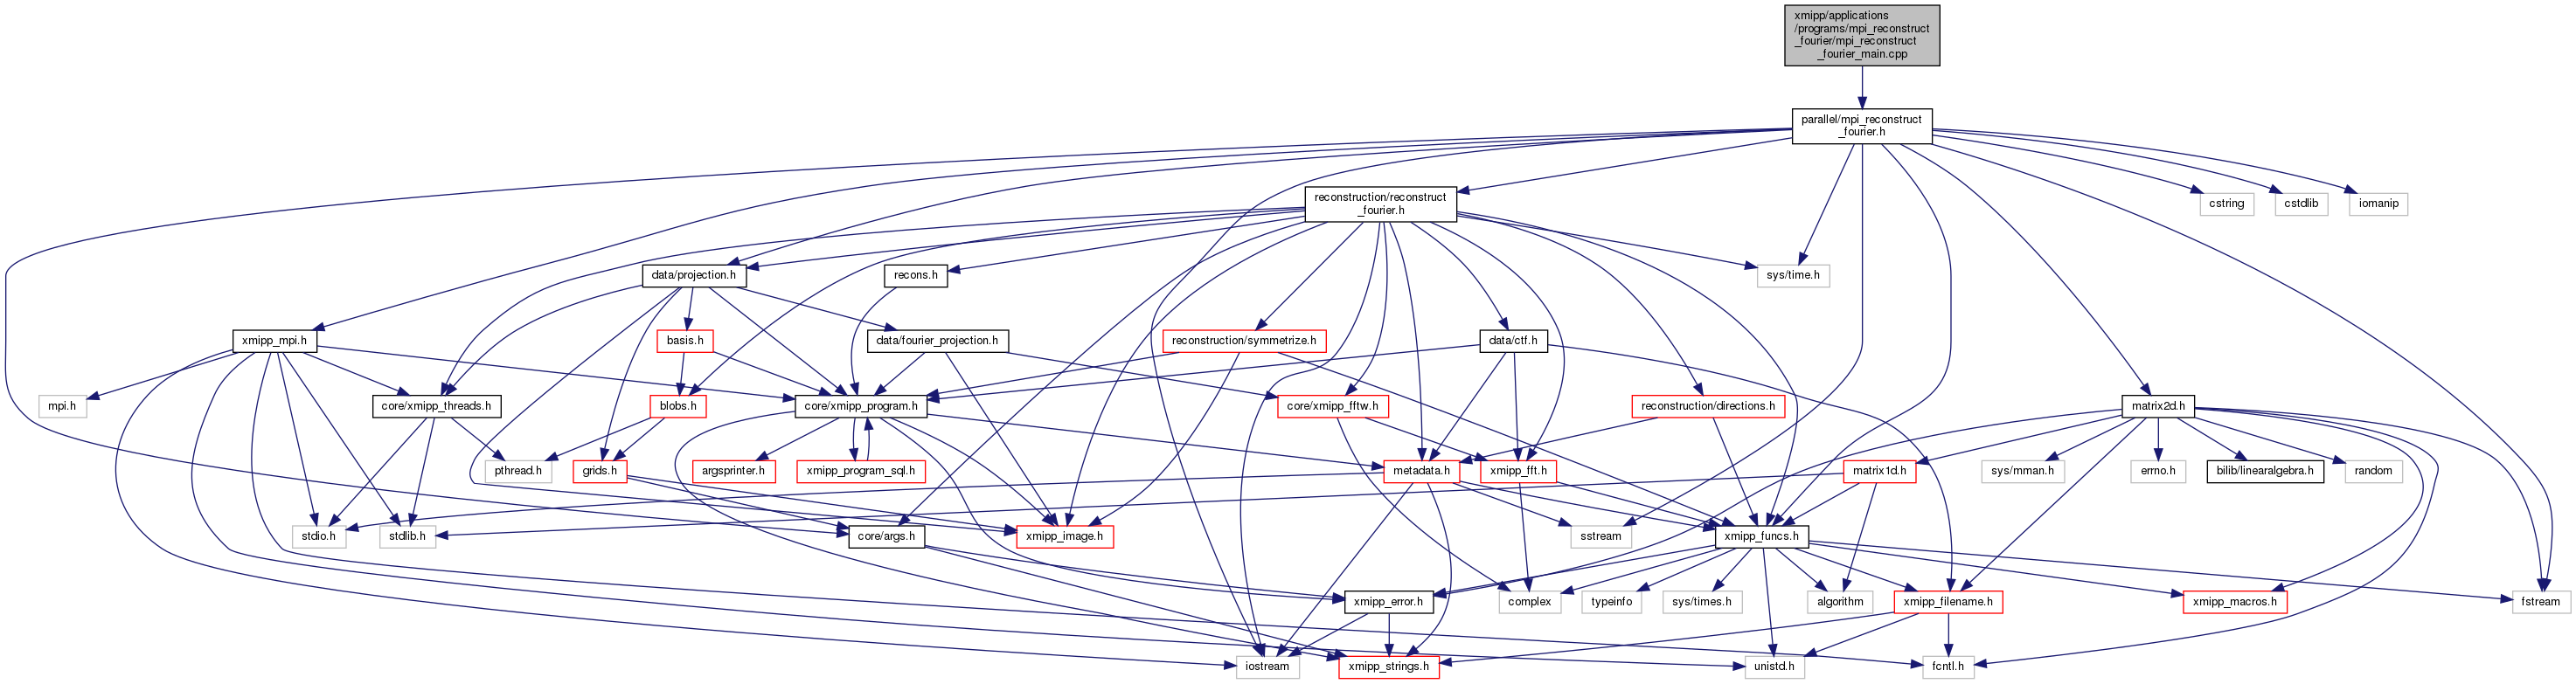 xmipp/applications
/programs/mpi_reconstruct
_fourier/mpi_reconstruct
_fourier_main.cpp
parallel/mpi_reconstruct
_fourier.h
reconstruction/reconstruct
_fourier.h
cstring
cstdlib
iomanip
data/projection.h
recons.h
sys/time.h
xmipp_mpi.h
basis.h
data/fourier_projection.h
reconstruction/symmetrize.h
data/ctf.h
mpi.h
core/xmipp_threads.h
blobs.h
core/xmipp_program.h
core/xmipp_fftw.h
reconstruction/directions.h
matrix2d.h
pthread.h
grids.h
argsprinter.h
xmipp_program_sql.h
metadata.h
xmipp_fft.h
matrix1d.h
sys/mman.h
errno.h
bilib/linearalgebra.h
random
stdio.h
stdlib.h
core/args.h
xmipp_image.h
sstream
xmipp_funcs.h
xmipp_error.h
complex
typeinfo
sys/times.h
algorithm
xmipp_filename.h
xmipp_macros.h
fstream
iostream
xmipp_strings.h
unistd.h
fcntl.h